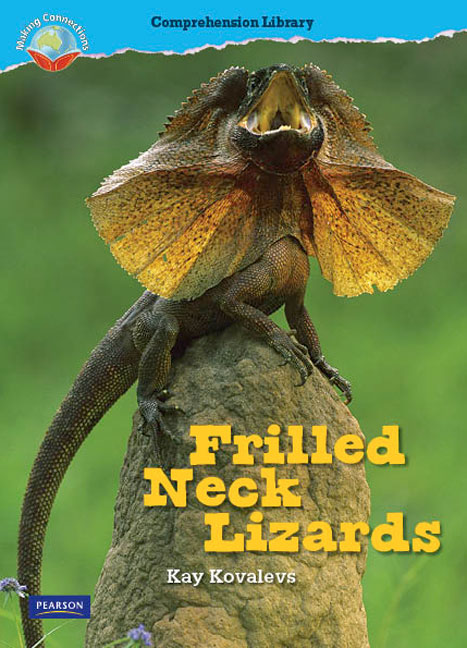 Making Connections
Comprehension Library
Frilled
Neck
Lizards
Kay Kovalevs
PEARSON